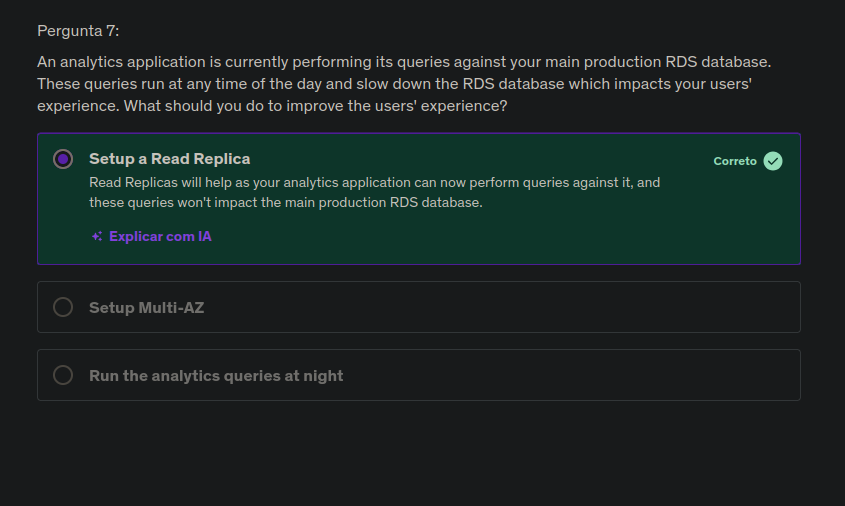 Pergunta 7:
An analytics application is currently performing its queries against your main production RDS database.
These queries run at any time of the day and slow down the RDS database which impacts your users'
experience. What should you do to improve the users' experience?
Setup a Read Replica
Correto
Read Replicas will help as your analytics application can now perform queries against it, and
these queries won't impact the main production RDS database.
Explicar com IA
Setup Multi-AZ
Run the analytics queries at night